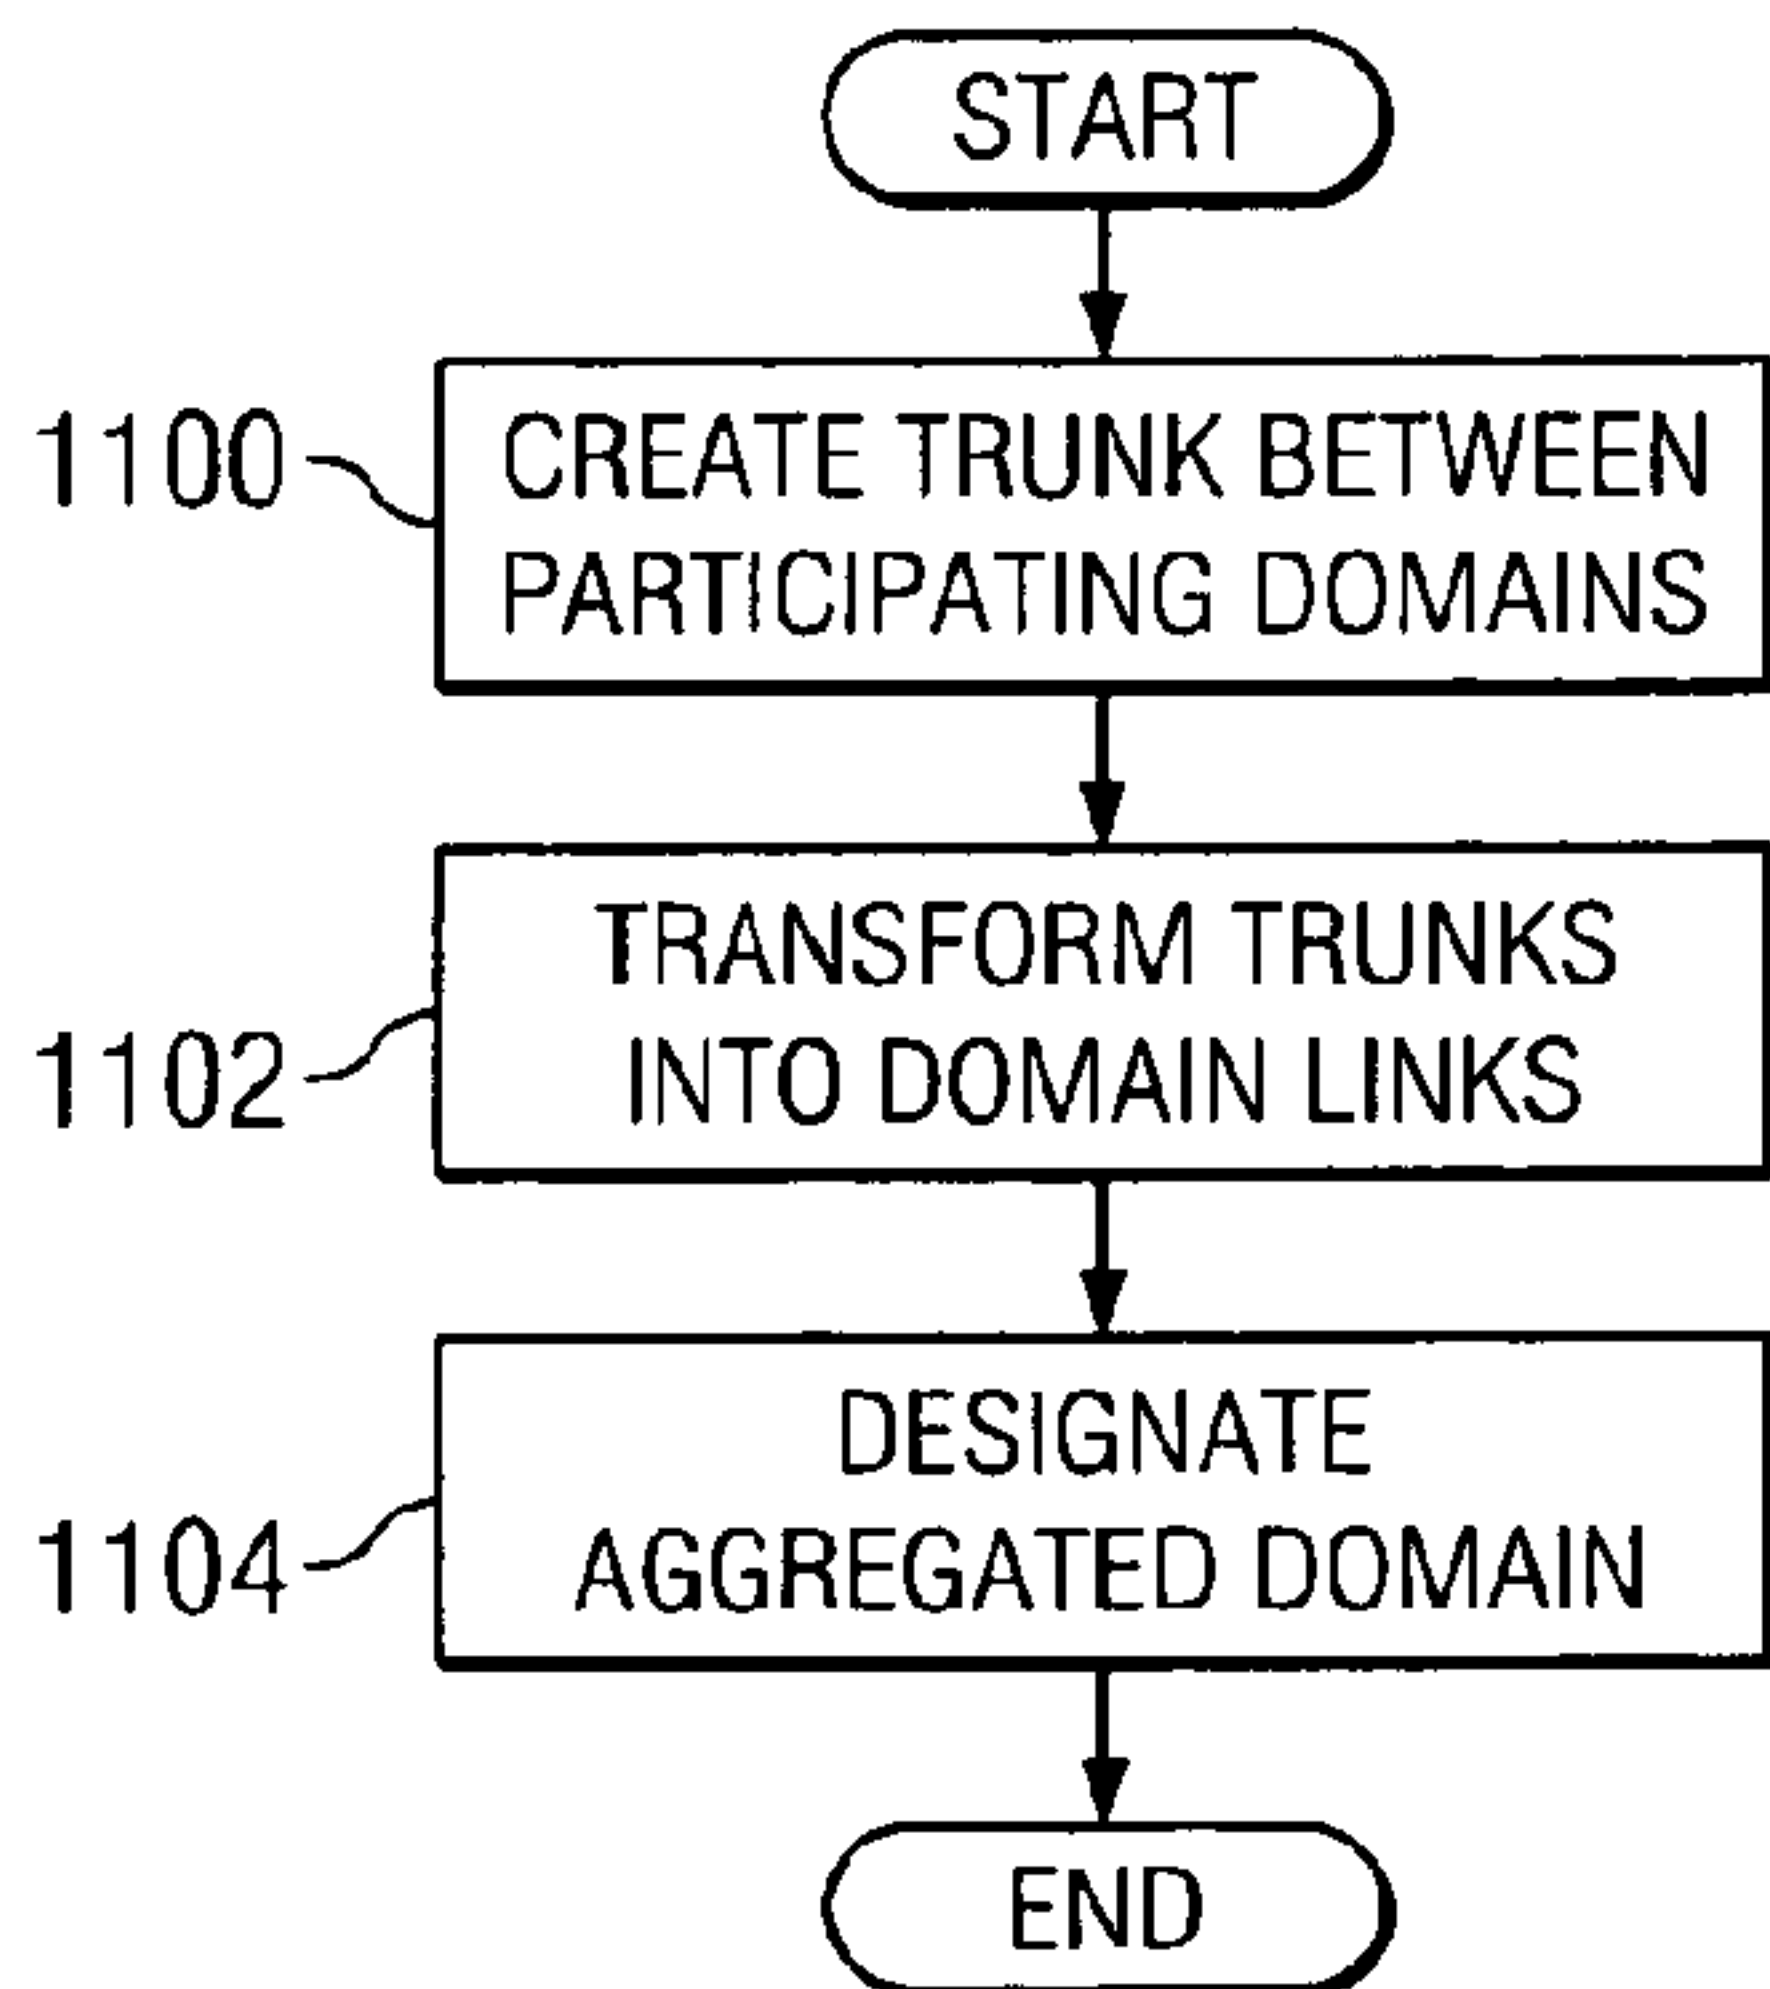 START
1100
CREATE TRUNK BETWEEN
PARTICIPATING DOMAINS
1102
TRANSFORM TRUNKS
INTO DOMAIN LINKS
1104
DESIGNATE
AGGREGATED DOMAIN
END